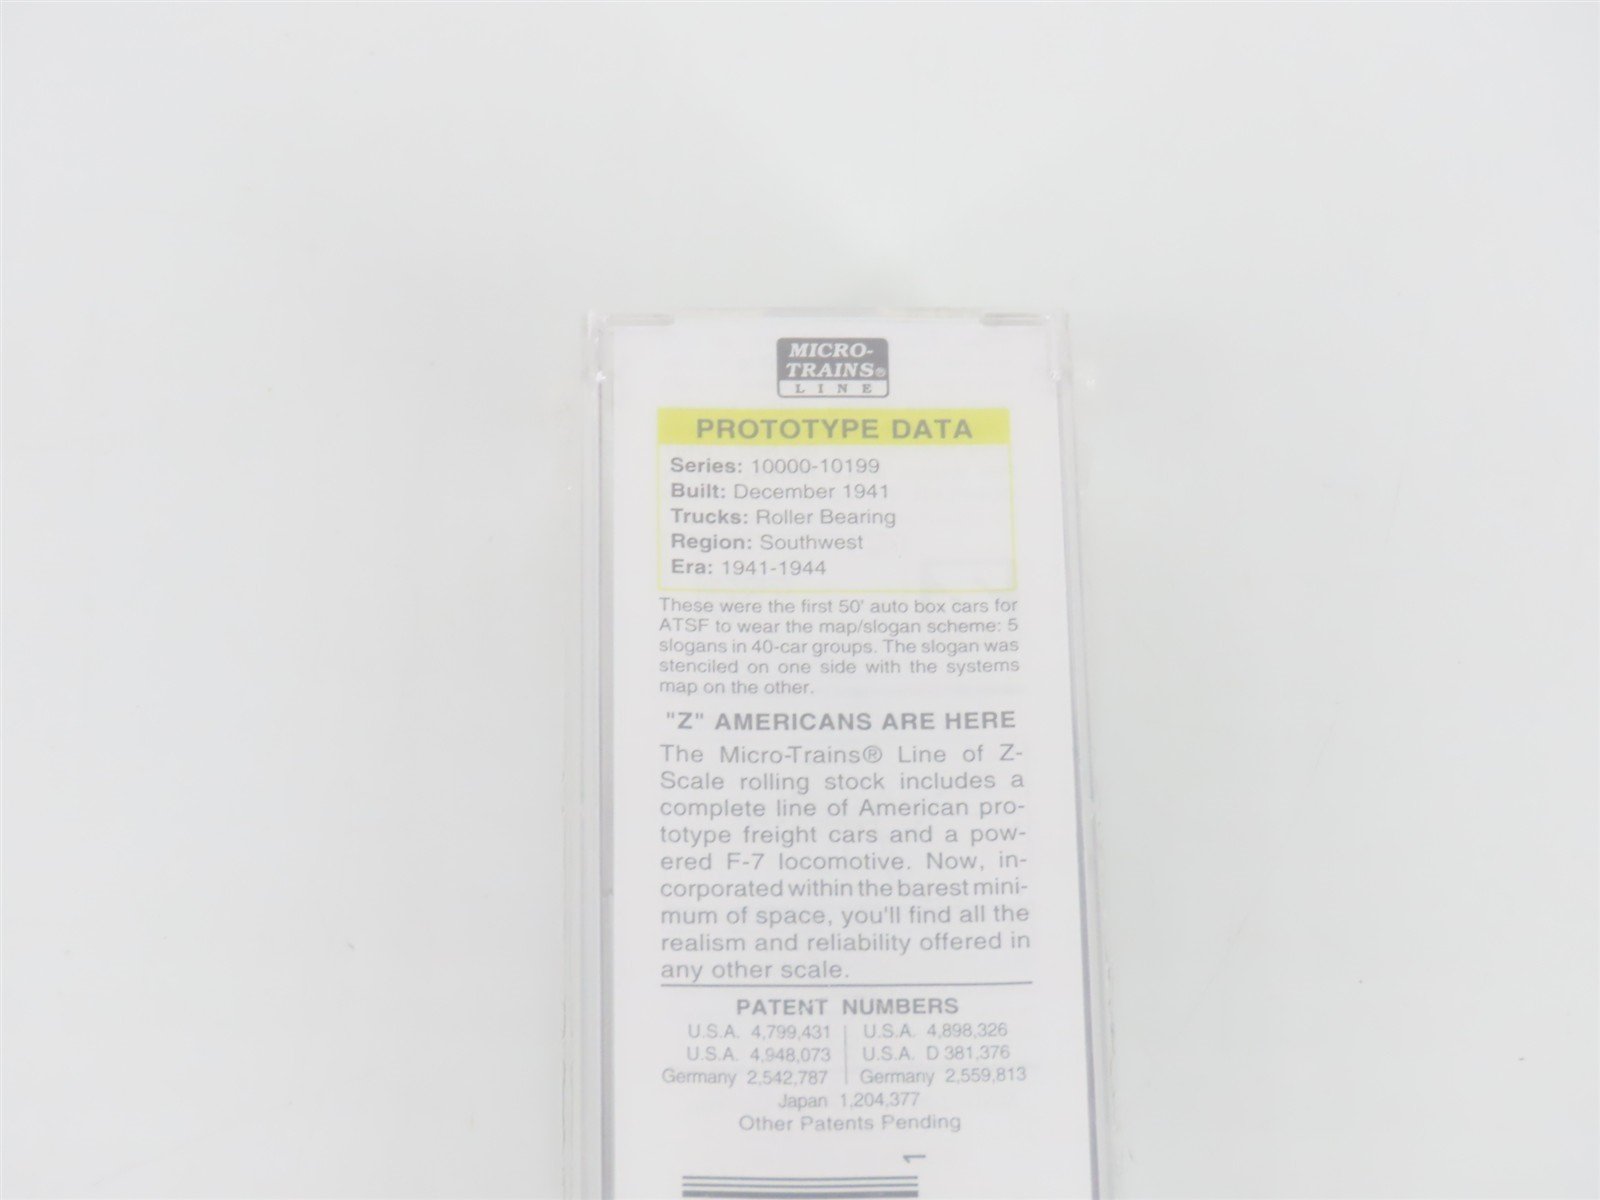 MICRO-
TRAINS®
LINE
PROTOTYPE DATA
Series: 10000-10199
Built: December 1941
Trucks: Roller Bearing
Region: Southwest
Era: 1941-1944
These were the first 50' auto box cars for
ATSF to wear the map/slogan scheme: 5
slogans in 40-car groups. The slogan was
stenciled on one side with the systems
map on the other.
"Z" AMERICANS ARE HERE
The Micro-Trains® Line of Z-
Scale rolling stock includes a
complete line of American pro-
totype freight cars and a pow-
ered F-7 locomotive. Now, in-
corporated within the barest mini-
mum of space, you'll find all the
realism and reliability offered in
any other scale.
PATENT NUMBERS
U.S.A. 4,799,431 | U.S.A. 4,898,326
U.S.A. 4,948,073 | U.S.A. D 381,376
Germany 2,542,787 | Germany 2,559,813
Japan 1,204,377
Other Patents Pending
1